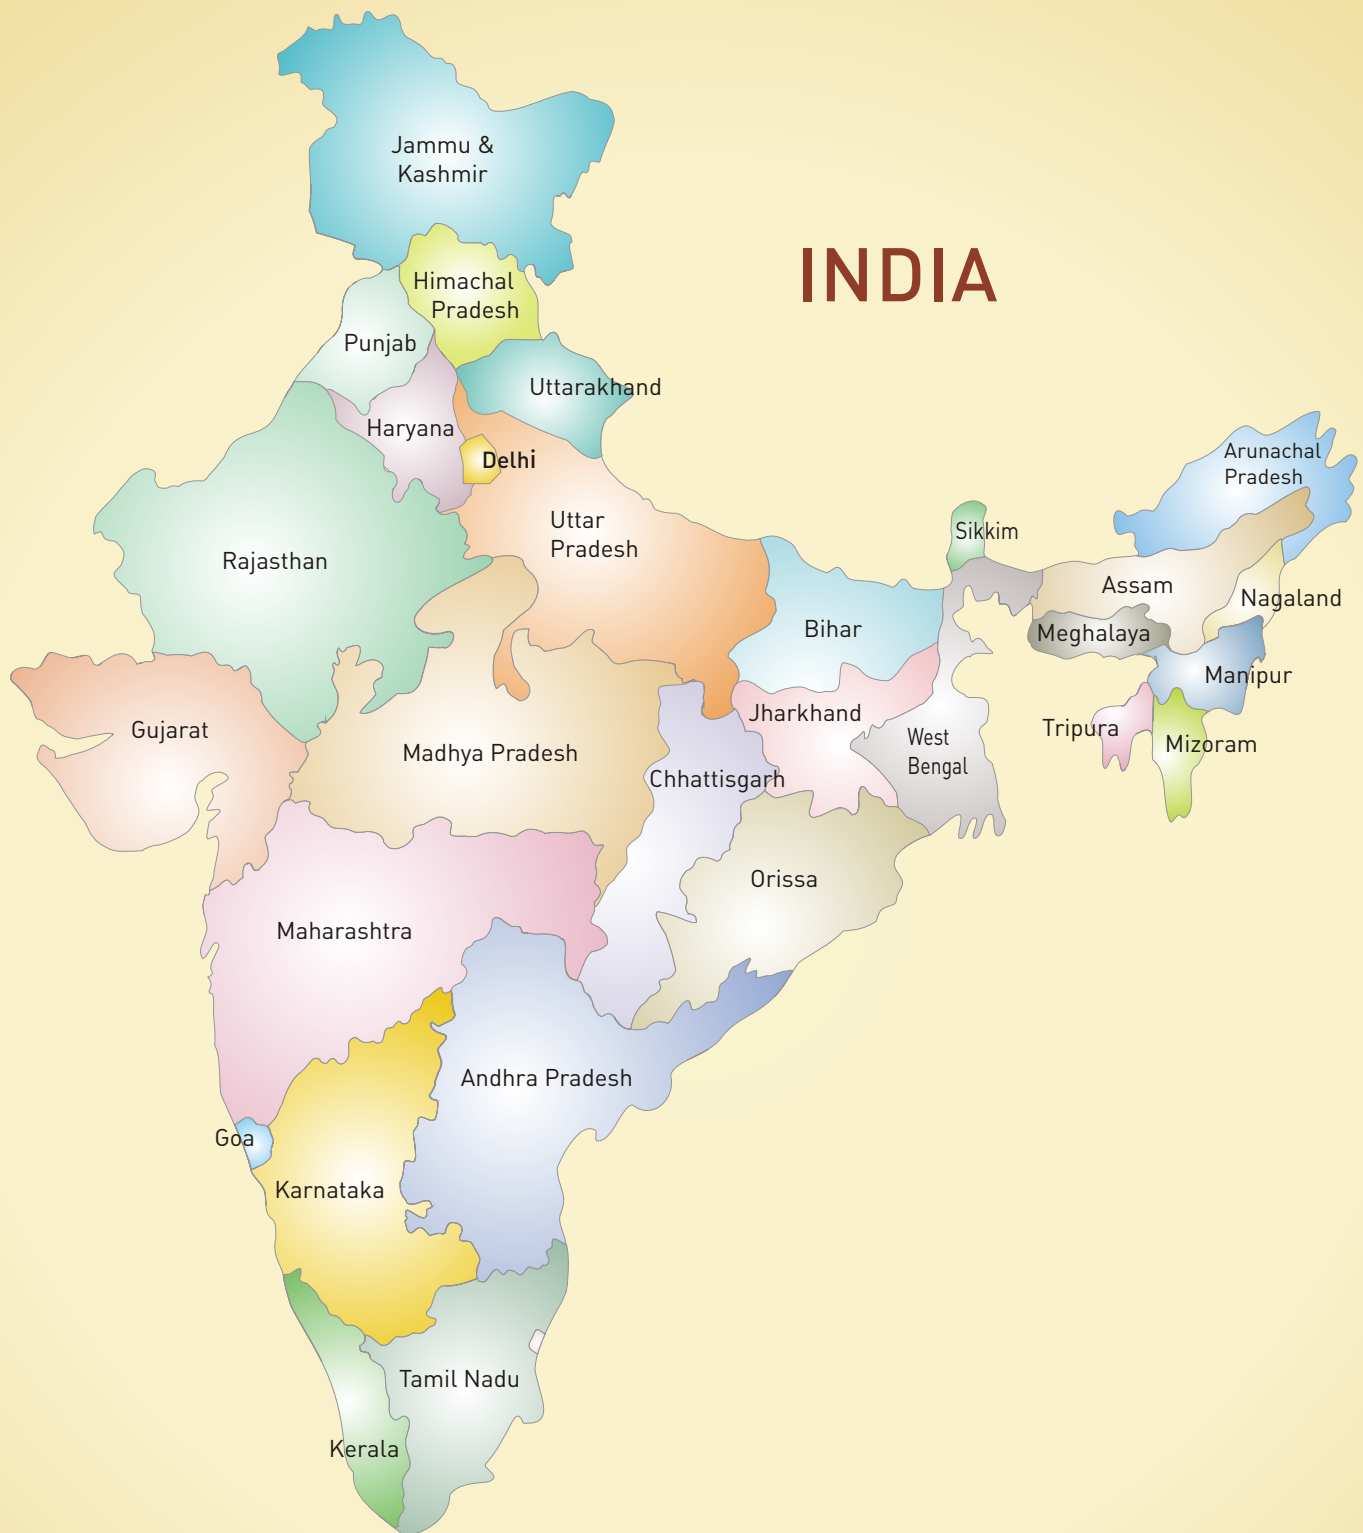 Jammu &
Kashmir
INDIA
Himachal
Pradesh
Punjab
Uttarakhand
Haryana
Delhi
Arunachal
Pradesh
Uttar
Pradesh
Sikkim
Rajasthan
Assam
Nagaland
Bihar
Meghalaya
Manipur
Jharkhand
Gujarat
Tripura
West
Bengal
Mizoram
Madhya Pradesh
Chhattisgarh
Orissa
Maharashtra
Andhra Pradesh
Goa
Karnataka
Tamil Nadu
Kerala